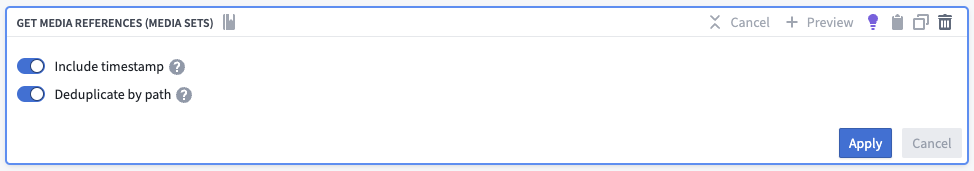 GET MEDIA REFERENCES (MEDIA SETS) Cancel + Preview
Include timestamp ?
Deduplicate by path ?
Apply Cancel